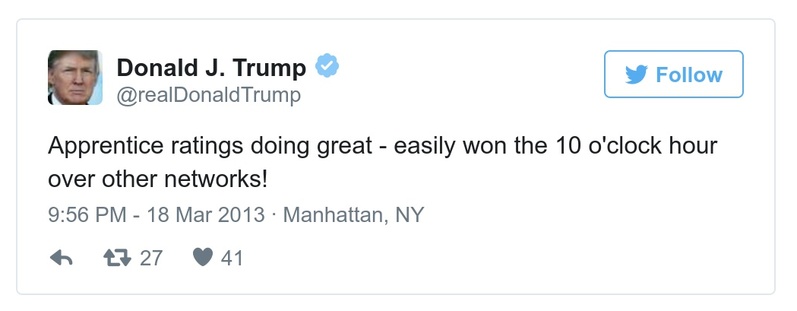 Donald J. Trump
@realDonaldTrump
Follow
Apprentice ratings doing great - easily won the 10 o'clock hour
over other networks!
9:56 PM - 18 Mar 2013 · Manhattan, NY
27 41